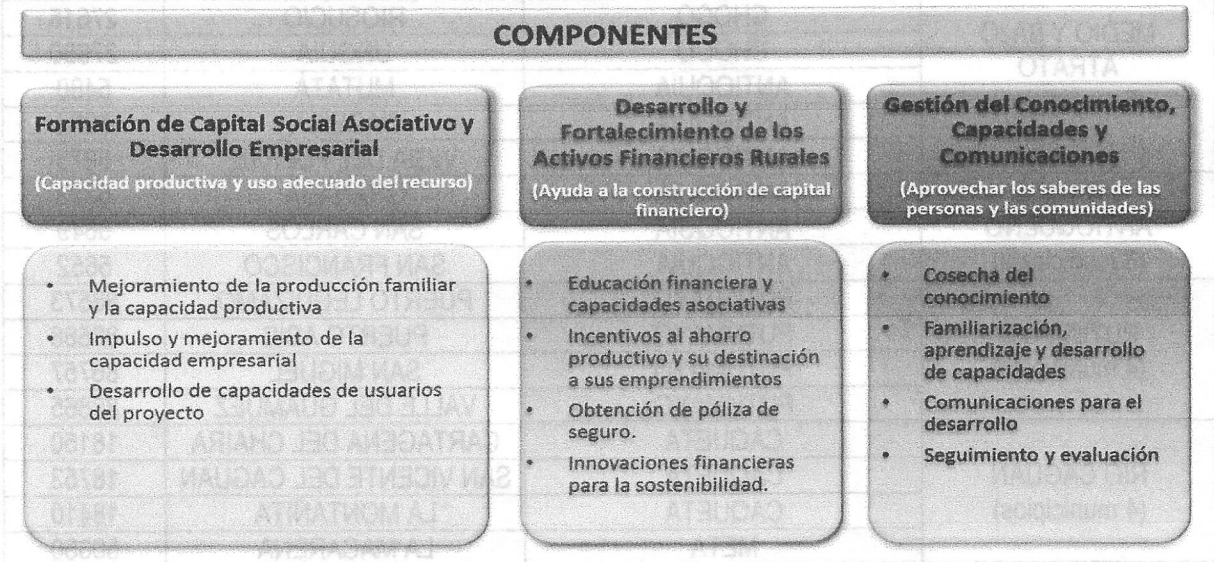 COMPONENTES
Formación de Capital Social Asociativo y
Desarrollo Empresarial
(Capacidad productiva y uso adecuado del recurso)
• Mejoramiento de la producción familiar
y la capacidad productiva
• Impulso y mejoramiento de la
capacidad empresarial
• Desarrollo de capacidades de usuarios
del proyecto
Desarrollo y
Fortalecimiento de los
Activos Financieros Rurales
(Ayuda a la construcción de capital
financiero)
• Educación financiera y
capacidades asociativas
• Incentivos al ahorro
productivo y su destinación
a sus emprendimientos
• Obtención de póliza de
seguro.
• Innovaciones financieras
para la sostenibilidad.
Gestión del Conocimiento,
Capacidades y
Comunicaciones
(Aprovechar los saberes de las
personas y las comunidades)
• Cosecha del
conocimiento
• Familiarización,
aprendizaje y desarrollo
de capacidades
• Comunicaciones para el
desarrollo
• Seguimiento y evaluación